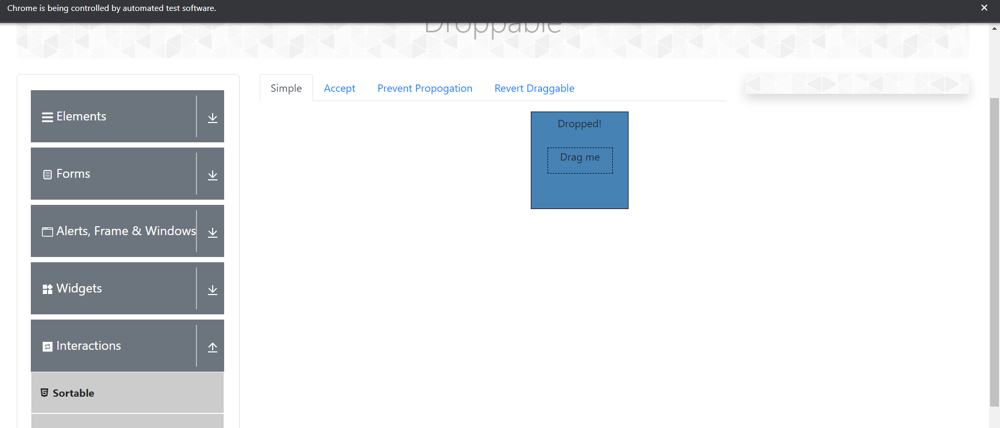 Chrome is being controlled by automated test software.
Droppable
Simple
Accept
Prevent Propogation
Revert Draggable
Elements
Forms
Alerts, Frame & Windows
Widgets
Interactions
Sortable
Dropped!
Drag me